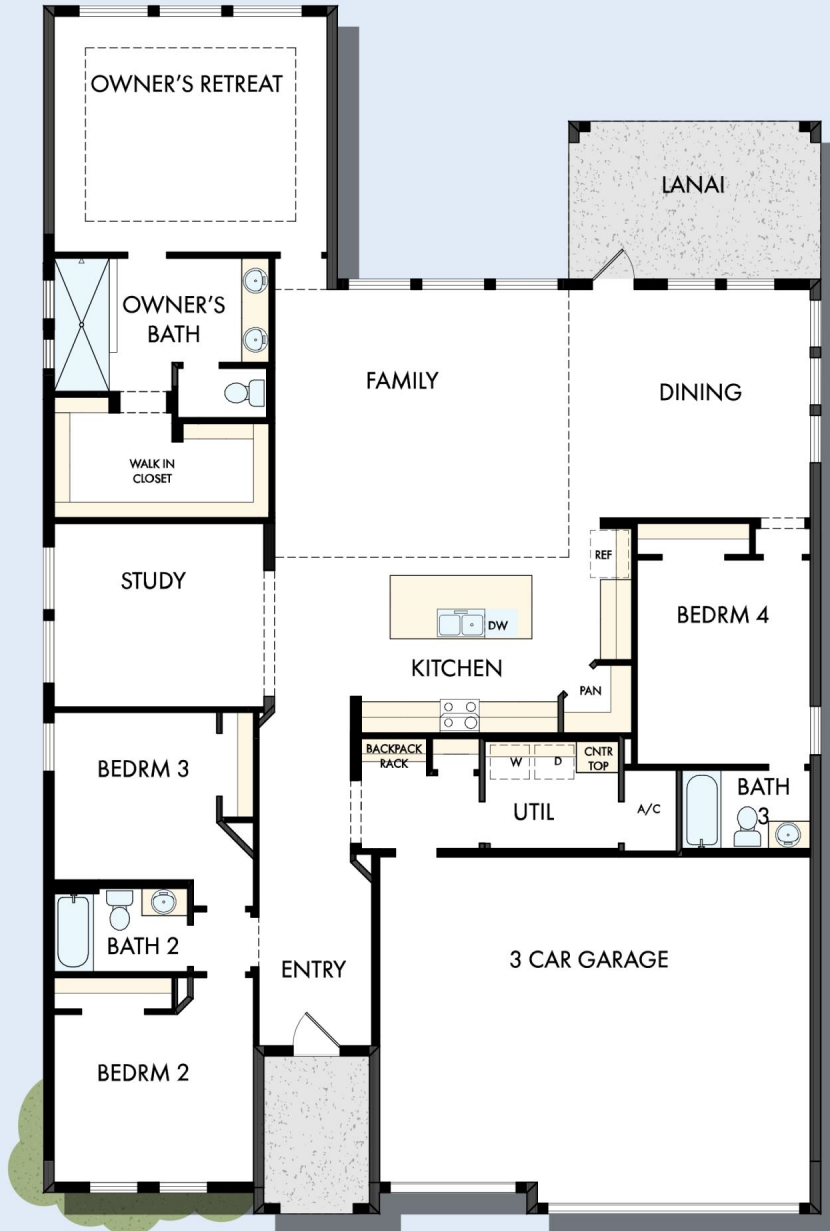 OWNER'S RETREAT
LANAI
OWNER'S
BATH
FAMILY
DINING
WALK IN
CLOSET
REF
STUDY
BEDRM 4
DW
KITCHEN
PAN
BACKPACK
RACK
W
D
CNTR
TOP
BEDRM 3
UTIL
A/C
BATH
3
BATH 2
ENTRY
3 CAR GARAGE
BEDRM 2